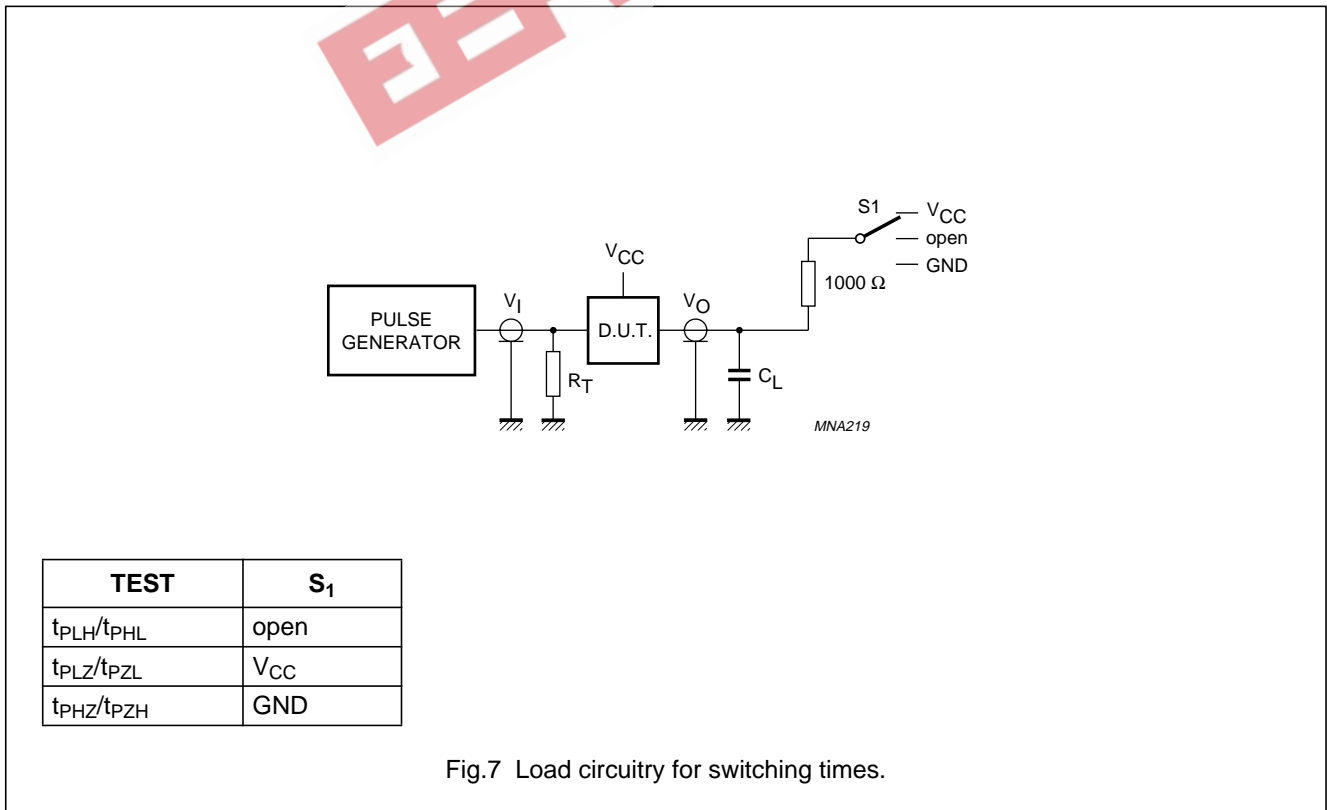 S1
VCC
open
GND
1000 Ω
VCC
PULSE
GENERATOR
VI
RT
D.U.T.
VO
CL
MNA219
TEST S1
tPLH/tPHL open
tPLZ/tPZL VCC
tPHZ/tPZH GND
Fig.7 Load circuitry for switching times.